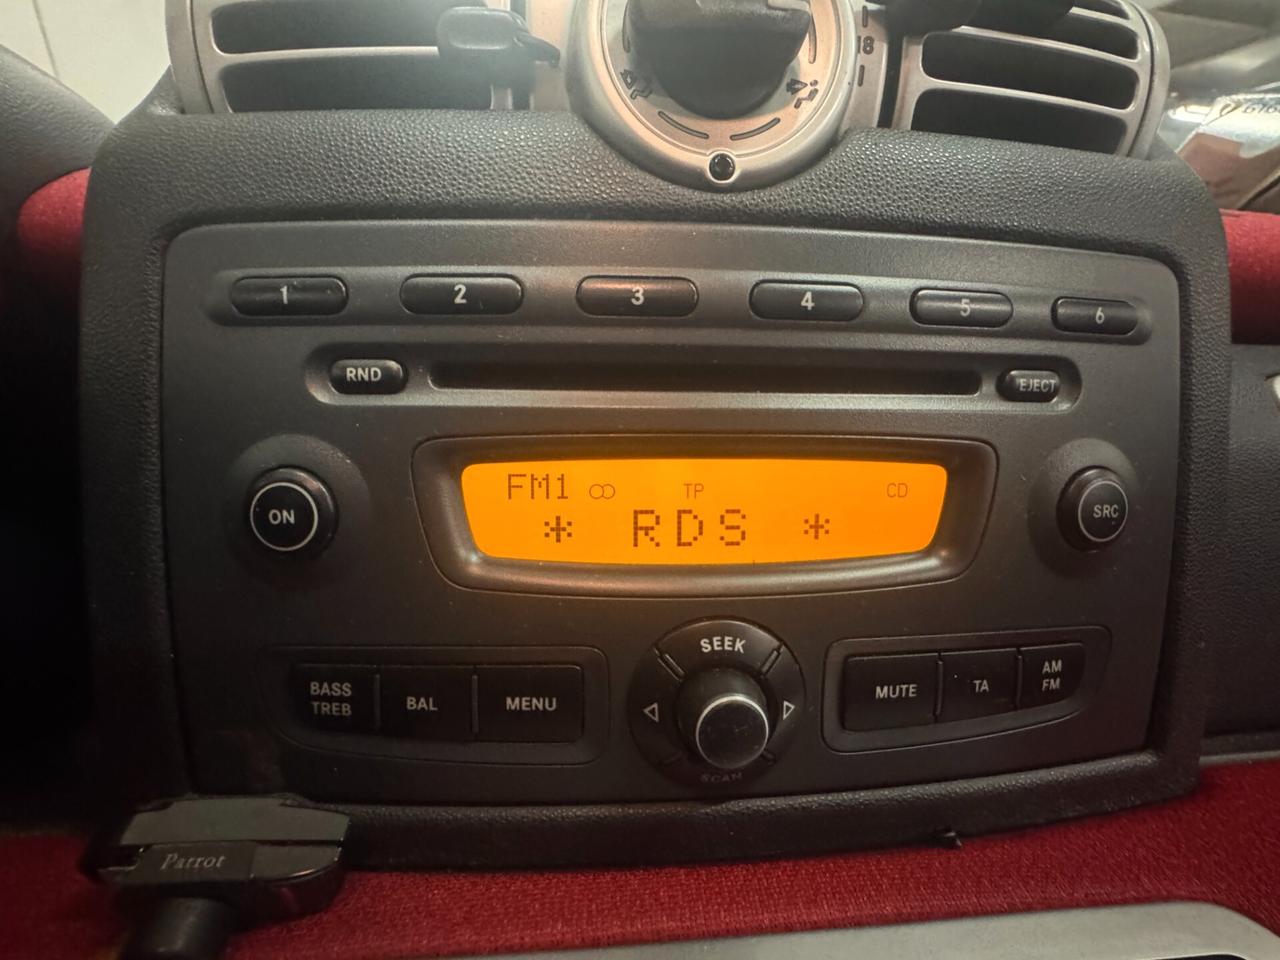 18
1 2 3 4 5 6
RND EJECT
FM1 TP CD
ON * RDS * SRC
SEEK
BASS TREB BAL MENU MUTE TA AM FM
SCAN
Parrot